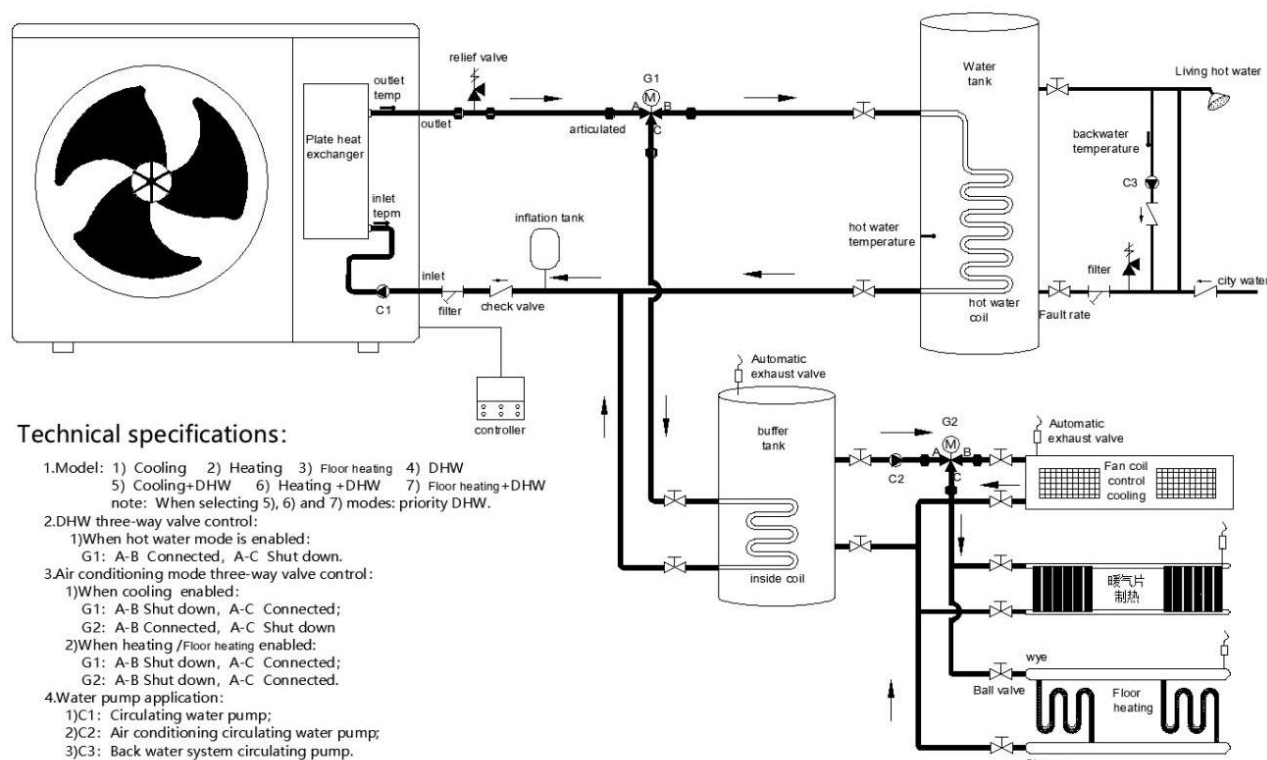 relief valve
G1
M
outlet
temp
outlet
articulated
A
B
C
Plate heat
exchanger
inlet
tepm
inflation tank
inlet
C1
filter
check valve
controller
Water
tank
hot water
temperature
hot water
coil
Living hot water
backwater
temperature
C3
filter
city water
Fault rate
Automatic
exhaust valve
buffer
tank
inside coil
G2
M
A
B
C
C2
Automatic
exhaust valve
Fan coil
control
cooling
暖气片
制热
wye
Ball valve
Floor
heating
Technical specifications:
1.Model: 1) Cooling 2) Heating 3) Floor heating 4) DHW
5) Cooling+DHW 6) Heating +DHW 7) Floor heating+DHW
note: When selecting 5), 6) and 7) modes: priority DHW.
2.DHW three-way valve control:
1)When hot water mode is enabled:
G1: A-B Connected, A-C Shut down.
3.Air conditioning mode three-way valve control:
1)When cooling enabled:
G1: A-B Shut down, A-C Connected;
G2: A-B Connected, A-C Shut down
2)When heating /Floor heating enabled:
G1: A-B Shut down, A-C Connected;
G2: A-B Shut down, A-C Connected.
4.Water pump application:
1)C1: Circulating water pump;
2)C2: Air conditioning circulating water pump;
3)C3: Back water system circulating pump.